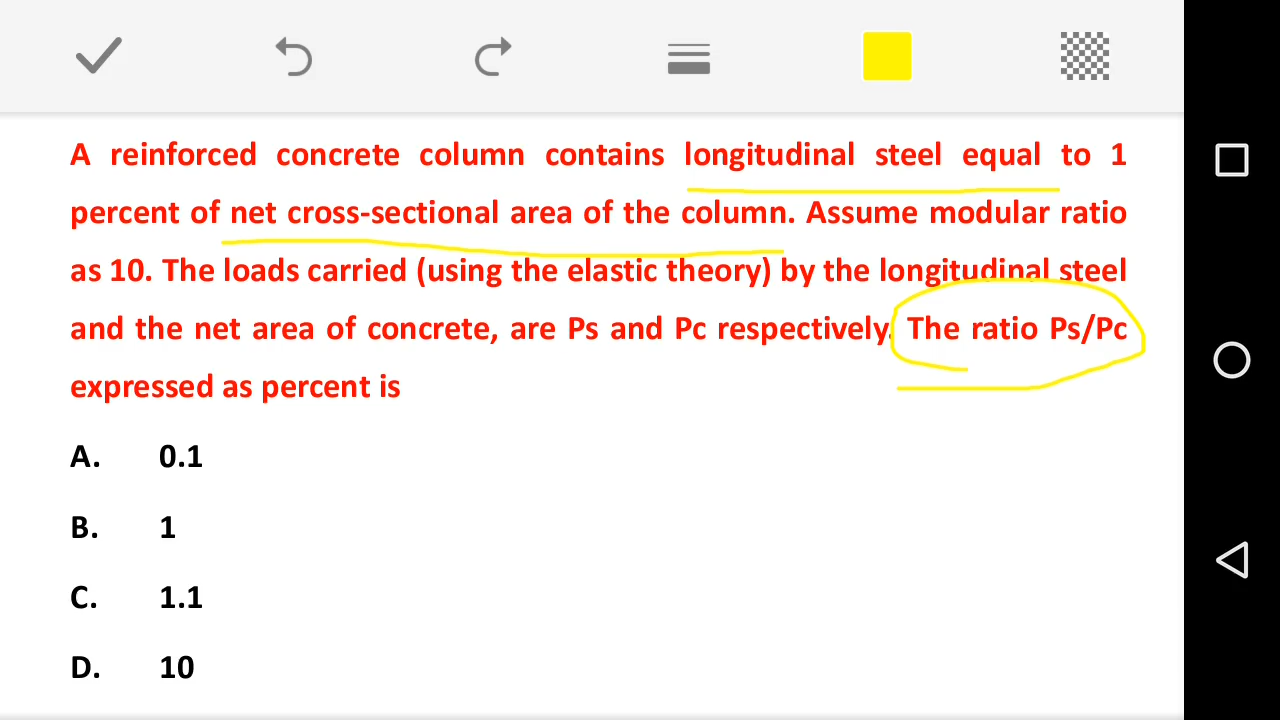 A reinforced concrete column contains longitudinal steel equal to 1
percent of net cross-sectional area of the column. Assume modular ratio
as 10. The loads carried (using the elastic theory) by the longitudinal steel
and the net area of concrete, are Ps and Pc respectively. The ratio Ps/Pc
expressed as percent is
A. 0.1
B. 1
C. 1.1
D. 10